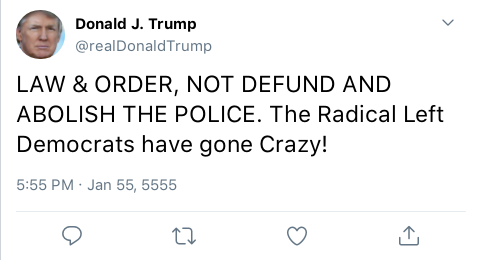 Donald J. Trump
@realDonaldTrump
LAW & ORDER, NOT DEFUND AND
ABOLISH THE POLICE. The Radical Left
Democrats have gone Crazy!
5:55 PM · Jan 55, 5555